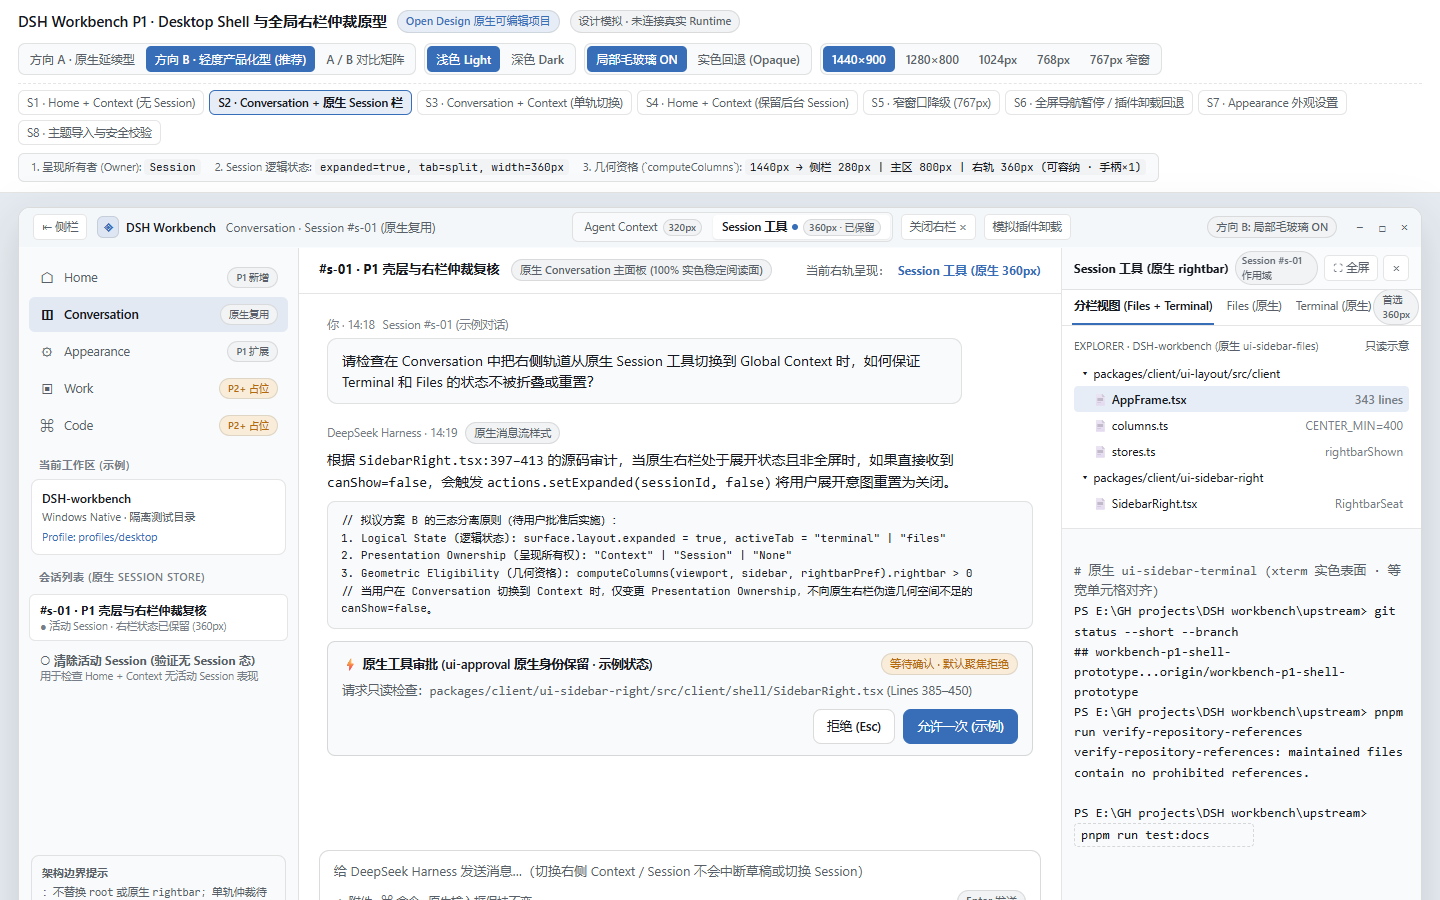 DSH Workbench P1 · Desktop Shell 与全局右栏仲裁原型 Open Design 原生可编辑项目 设计模拟 · 未连接真实 Runtime
方向 A · 原生延续型 方向 B · 轻度产品化型 (推荐) A / B 对比矩阵 浅色 Light 深色 Dark 局部毛玻璃 ON 实色回退 (Opaque) 1440×900 1280×800 1024px 768px 767px 窄窗
S1 · Home + Context (无 Session) S2 · Conversation + 原生 Session 栏 S3 · Conversation + Context (单轨切换) S4 · Home + Context (保留后台 Session) S5 · 窄窗口降级 (767px) S6 · 全屏导航暂停 / 插件卸载回退 S7 · Appearance 外观设置
S8 · 主题导入与安全校验
1. 呈现所有者 (Owner): Session 2. Session 逻辑状态: expanded=true, tab=split, width=360px 3. 几何资格 (`computeColumns`): 1440px → 侧栏 280px | 主区 800px | 右轨 360px (可容纳 · 手柄×1)
⇤ 侧栏 DSH Workbench Conversation · Session #s-01 (原生复用) Agent Context 320px Session 工具 360px · 已保留 关闭右栏 × 模拟插件卸载 方向 B: 局部毛玻璃 ON
Home P1 新增
Conversation 原生复用
Appearance P1 扩展
Work P2+ 占位
Code P2+ 占位
当前工作区 (示例)
DSH-workbench
Windows Native · 隔离测试目录
Profile: profiles/desktop
会话列表 (原生 SESSION STORE)
#s-01 · P1 壳层与右栏仲裁复核
● 活动 Session · 右栏状态已保留 (360px)
○ 清除活动 Session (验证无 Session 态)
用于检查 Home + Context 无活动 Session 表现
架构边界提示
：不替换 root 或原生 rightbar；单轨仲裁待
#s-01 · P1 壳层与右栏仲裁复核 原生 Conversation 主面板 (100% 实色稳定阅读面) 当前右轨呈现： Session 工具 (原生 360px)
你 · 14:18 Session #s-01 (示例对话)
请检查在 Conversation 中把右侧轨道从原生 Session 工具切换到 Global Context 时，如何保证
Terminal 和 Files 的状态不被折叠或重置？
DeepSeek Harness · 14:19 原生消息流样式
根据 SidebarRight.tsx:397–413 的源码审计，当原生右栏处于展开状态且非全屏时，如果直接收到
canShow=false，会触发 actions.setExpanded(sessionId, false) 将用户展开意图重置为关闭。
// 拟议方案 B 的三态分离原则 (待用户批准后实施)：
1. Logical State (逻辑状态): surface.layout.expanded = true, activeTab = "terminal" | "files"
2. Presentation Ownership (呈现所有权): "Context" | "Session" | "None"
3. Geometric Eligibility (几何资格): computeColumns(viewport, sidebar, rightbarPref).rightbar > 0
// 当用户在 Conversation 切换到 Context 时，仅变更 Presentation Ownership，不向原生右栏伪造几何空间不足的
canShow=false。
原生工具审批 (ui-approval 原生身份保留 · 示例状态) 等待确认 · 默认聚焦拒绝
请求只读检查：packages/client/ui-sidebar-right/src/client/shell/SidebarRight.tsx (Lines 385–450)
拒绝 (Esc) 允许一次 (示例)
给 DeepSeek Harness 发送消息...（切换右侧 Context / Session 不会中断草稿或切换 Session）
Session 工具 (原生 rightbar) Session #s-01
作用域 全屏 ×
分栏视图 (Files + Terminal) Files (原生) Terminal (原生) 首选
360px
EXPLORER · DSH-workbench (原生 ui-sidebar-files) 只读示意
▾ packages/client/ui-layout/src/client
AppFrame.tsx 343 lines
columns.ts CENTER_MIN=400
stores.ts rightbarShown
▾ packages/client/ui-sidebar-right
SidebarRight.tsx RightbarSeat
# 原生 ui-sidebar-terminal (xterm 实色表面 · 等
宽单元格对齐)
PS E:\GH projects\DSH workbench\upstream> git
status --short --branch
## workbench-p1-shell-
prototype...origin/workbench-p1-shell-
prototype
PS E:\GH projects\DSH workbench\upstream> pnpm
run verify-repository-references
verify-repository-references: maintained files
contain no prohibited references.
PS E:\GH projects\DSH workbench\upstream>
pnpm run test:docs